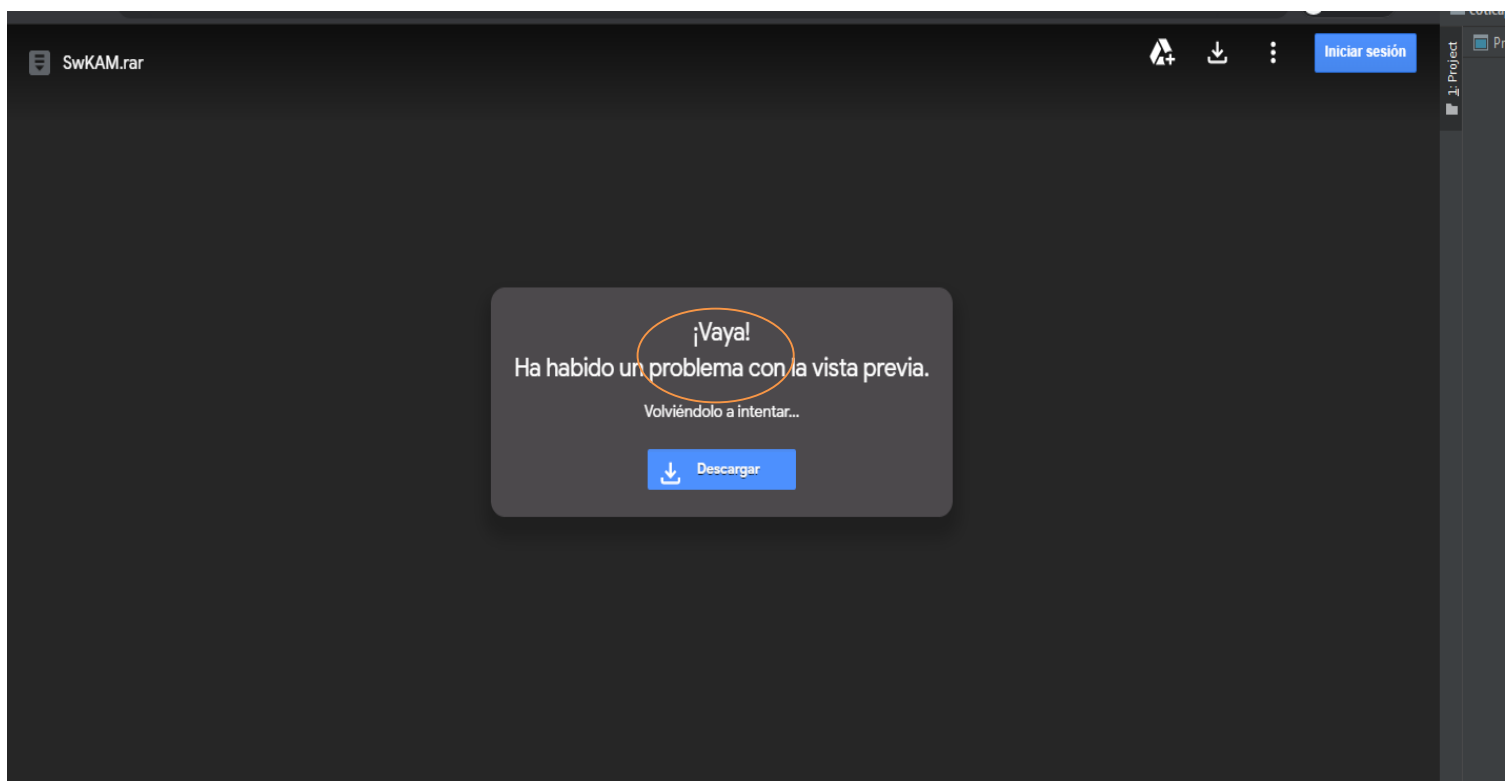 SwKAM.rar
Iniciar sesión
1: Project
¡Vaya!
Ha habido un problema con la vista previa.
Volviéndolo a intentar...
Descargar